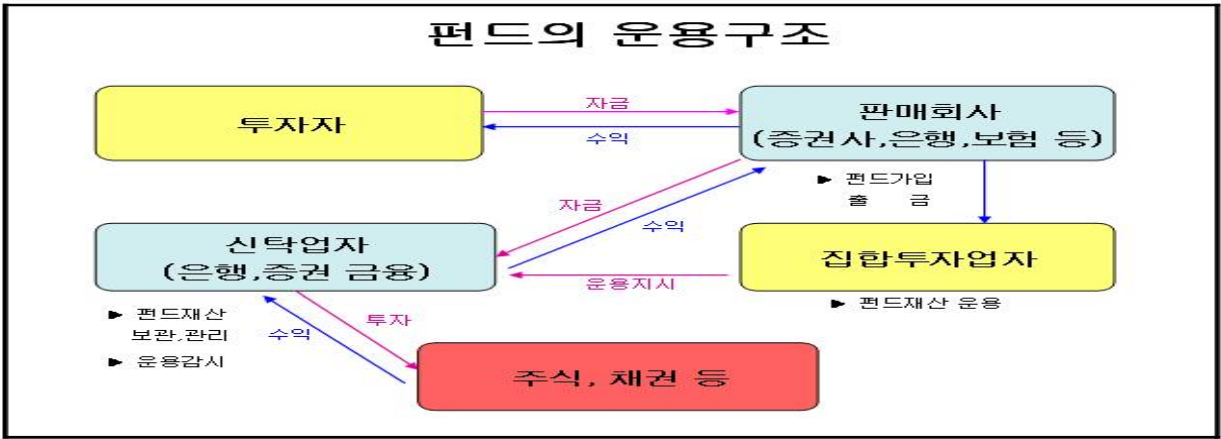 펀드의 운용구조
투자자
자금
수익
판매회사
(증권사,은행,보험 등)
▶ 펀드가입
출 금
자금
수익
신탁업자
(은행,증권 금융)
운용지시
집합투자업자
▶ 펀드재산 운용
▶ 펀드재산
보관,관리
▶ 운용감시
수익
투자
주식, 채권 등